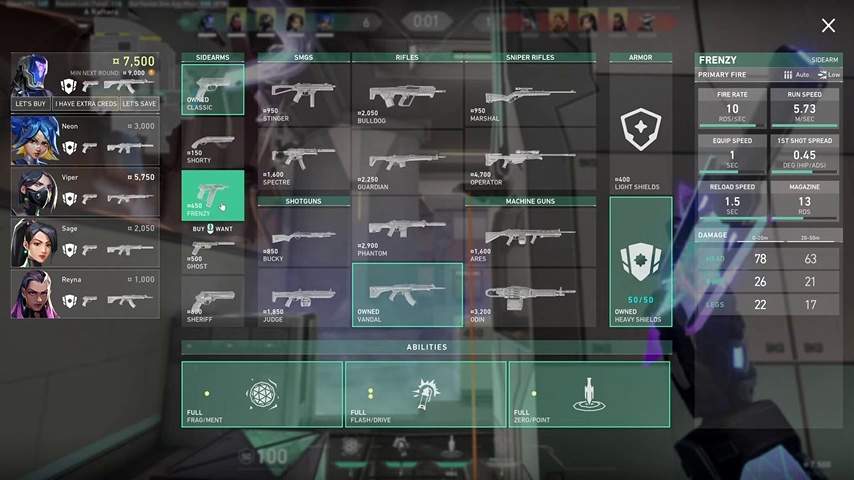 6
0:01
1
¤ 7,500
MIN NEXT ROUND: ¤ 9,000
LET'S BUY
I HAVE EXTRA CREDS
LET'S SAVE
Neon
¤ 3,000
Viper
¤ 5,750
Sage
¤ 2,050
Reyna
¤ 1,000
SIDEARMS
OWNED
CLASSIC
¤150
SHORTY
¤450
FRENZY
BUY WANT
¤500
GHOST
¤800
SHERIFF
SMGS
¤950
STINGER
¤1,600
SPECTRE
SHOTGUNS
¤850
BUCKY
¤1,850
JUDGE
RIFLES
¤2,050
BULLDOG
¤2,250
GUARDIAN
¤2,900
PHANTOM
OWNED
VANDAL
SNIPER RIFLES
¤950
MARSHAL
¤4,700
OPERATOR
MACHINE GUNS
¤1,600
ARES
¤3,200
ODIN
ARMOR
¤400
LIGHT SHIELDS
50/50
OWNED
HEAVY SHIELDS
FRENZY
SIDEARM
PRIMARY FIRE
Auto
Low
FIRE RATE
10
RDS/SEC
RUN SPEED
5.73
M/SEC
EQUIP SPEED
1
SEC
1ST SHOT SPREAD
0.45
DEG (HIP/ADS)
RELOAD SPEED
1.5
SEC
MAGAZINE
13
RDS
DAMAGE
0-20m
20-50m
HEAD
78
63
26
21
LEGS
22
17
ABILITIES
FULL
FRAG/MENT
FULL
FLASH/DRIVE
FULL
ZERO/POINT
50
100
¤ 7,500